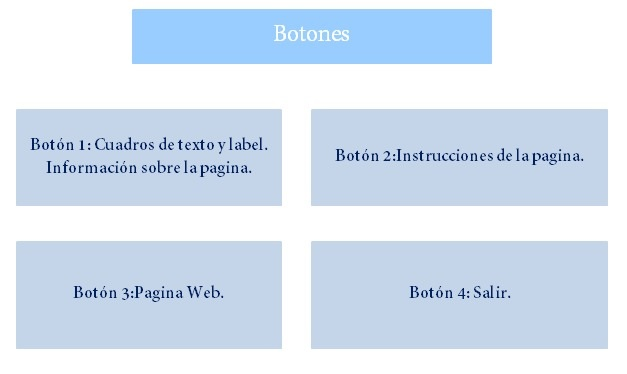 Botones
Botón 1: Cuadros de texto y label.
Información sobre la pagina.
Botón 2:Instrucciones de la pagina.
Botón 3:Pagina Web.
Botón 4: Salir.